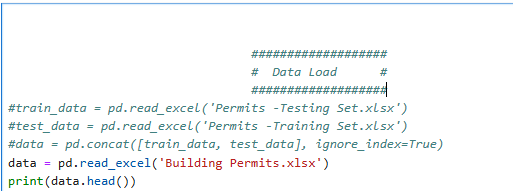 ###################
#  Data Load      #
###################
#train_data = pd.read_excel('Permits -Testing Set.xlsx')
#test_data = pd.read_excel('Permits -Training Set.xlsx')
#data = pd.concat([train_data, test_data], ignore_index=True)
data = pd.read_excel('Building Permits.xlsx')
print(data.head())